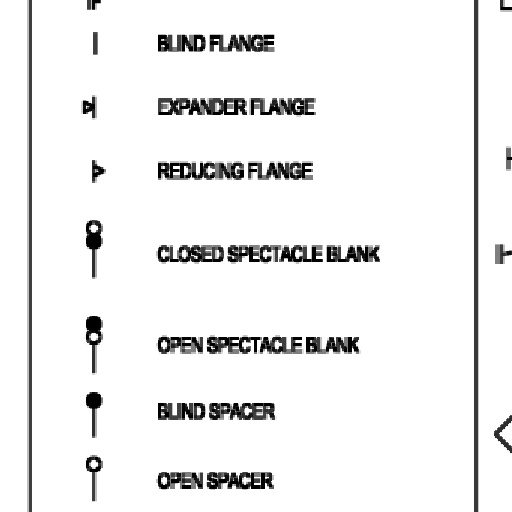 BLIND FLANGE
EXPANDER FLANGE
REDUCING FLANGE
CLOSED SPECTACLE BLANK
OPEN SPECTACLE BLANK
BLIND SPACER
OPEN SPACER